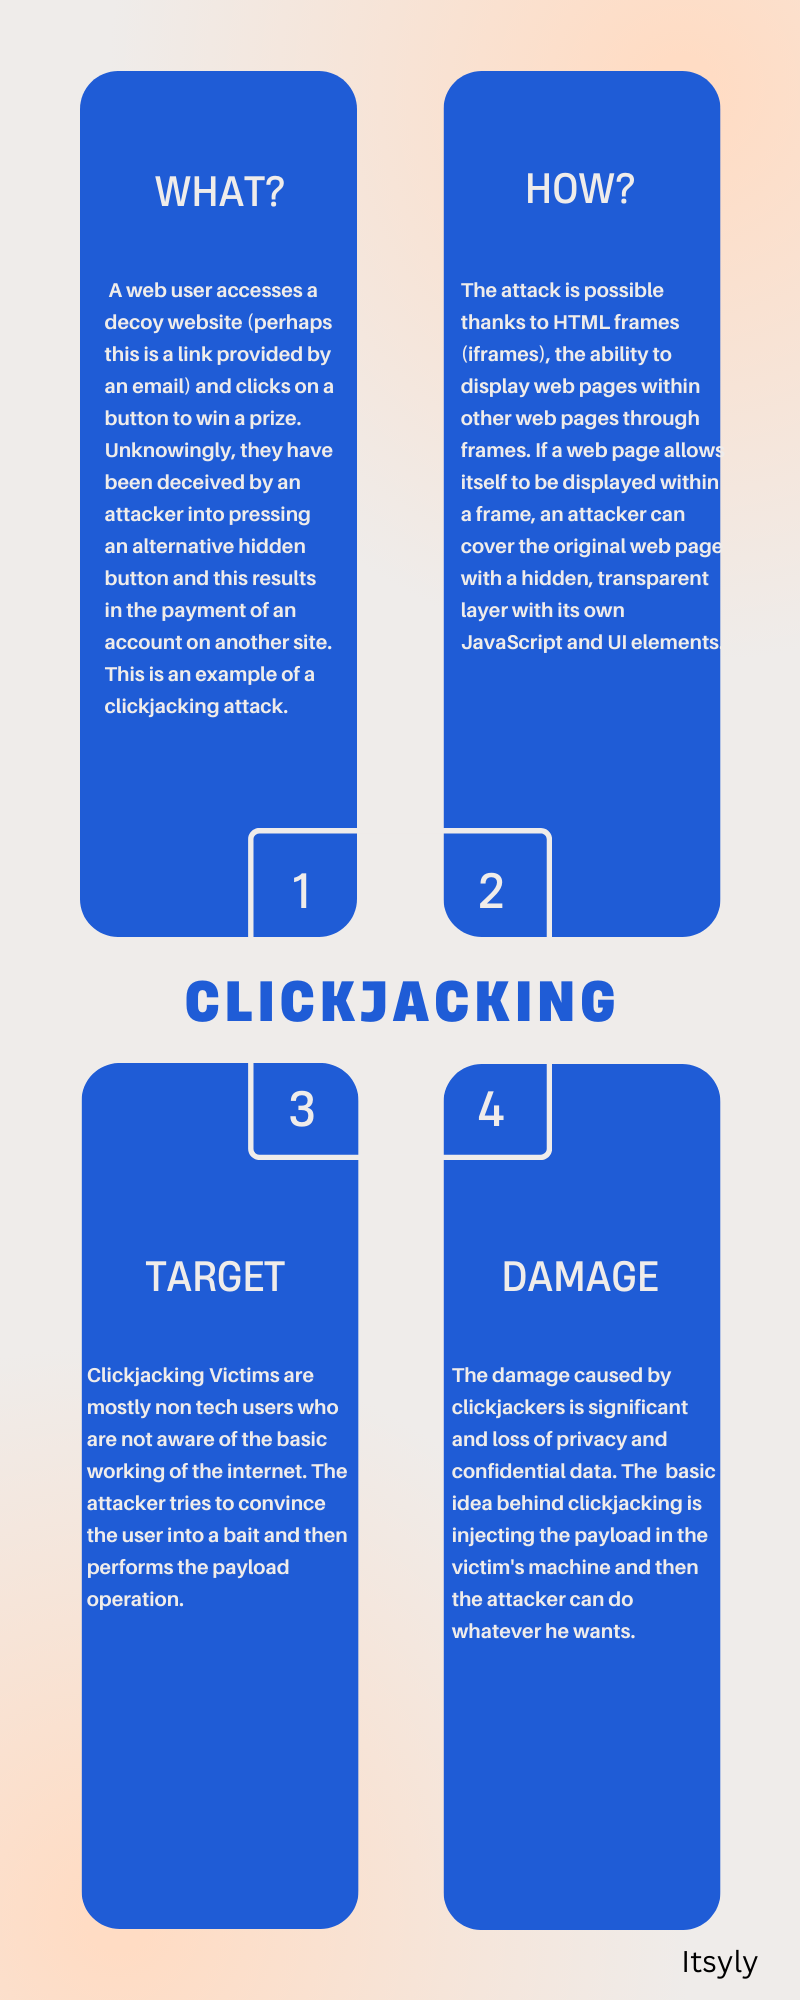 WHAT?
A web user accesses a
decoy website (perhaps
this is a link provided by
an email) and clicks on a
button to win a prize.
Unknowingly, they have
been deceived by an
attacker into pressing
an alternative hidden
button and this results
in the payment of an
account on another site.
This is an example of a
clickjacking attack.
1
HOW?
The attack is possible
thanks to HTML frames
(iframes), the ability to
display web pages within
other web pages through
frames. If a web page allows
itself to be displayed within
a frame, an attacker can
cover the original web page
with a hidden, transparent
layer with its own
JavaScript and UI elements.
2
CLICKJACKING
3
TARGET
Clickjacking Victims are
mostly non tech users who
are not aware of the basic
working of the internet. The
attacker tries to convince
the user into a bait and then
performs the payload
operation.
4
DAMAGE
The damage caused by
clickjackers is significant
and loss of privacy and
confidential data. The  basic
idea behind clickjacking is
injecting the payload in the
victim's machine and then
the attacker can do
whatever he wants.
Itsyly